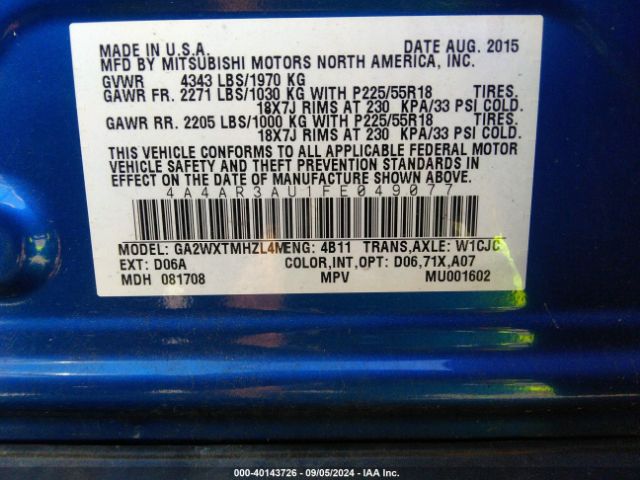 MADE IN U.S.A. DATE AUG. 2015
MFD BY MITSUBISHI MOTORS NORTH AMERICA, INC.
GVWR 4343 LBS/1970 KG
GAWR FR. 2271 LBS/1030 KG WITH P225/55R18 TIRES.
18X7J RIMS AT 230 KPA/33 PSI COLD.
GAWR RR. 2205 LBS/1000 KG WITH P225/55R18 TIRES.
18X7J RIMS AT 230 KPA/33 PSI COLD.
THIS VEHICLE CONFORMS TO ALL APPLICABLE FEDERAL MOTOR
VEHICLE SAFETY AND THEFT PREVENTION STANDARDS IN
EFFECT ON THE DATE OF MANUFACTURE SHOWN ABOVE.
4A4AR3AU1FE049077
MODEL: GA2WXTMHZL4MENG: 4B11 TRANS,AXLE: W1CJC
EXT: D06A COLOR,INT,OPT: D06,71X,A07
MDH 081708 MPV MU001602
000-40143726 - 09/05/2024 - IAA Inc.